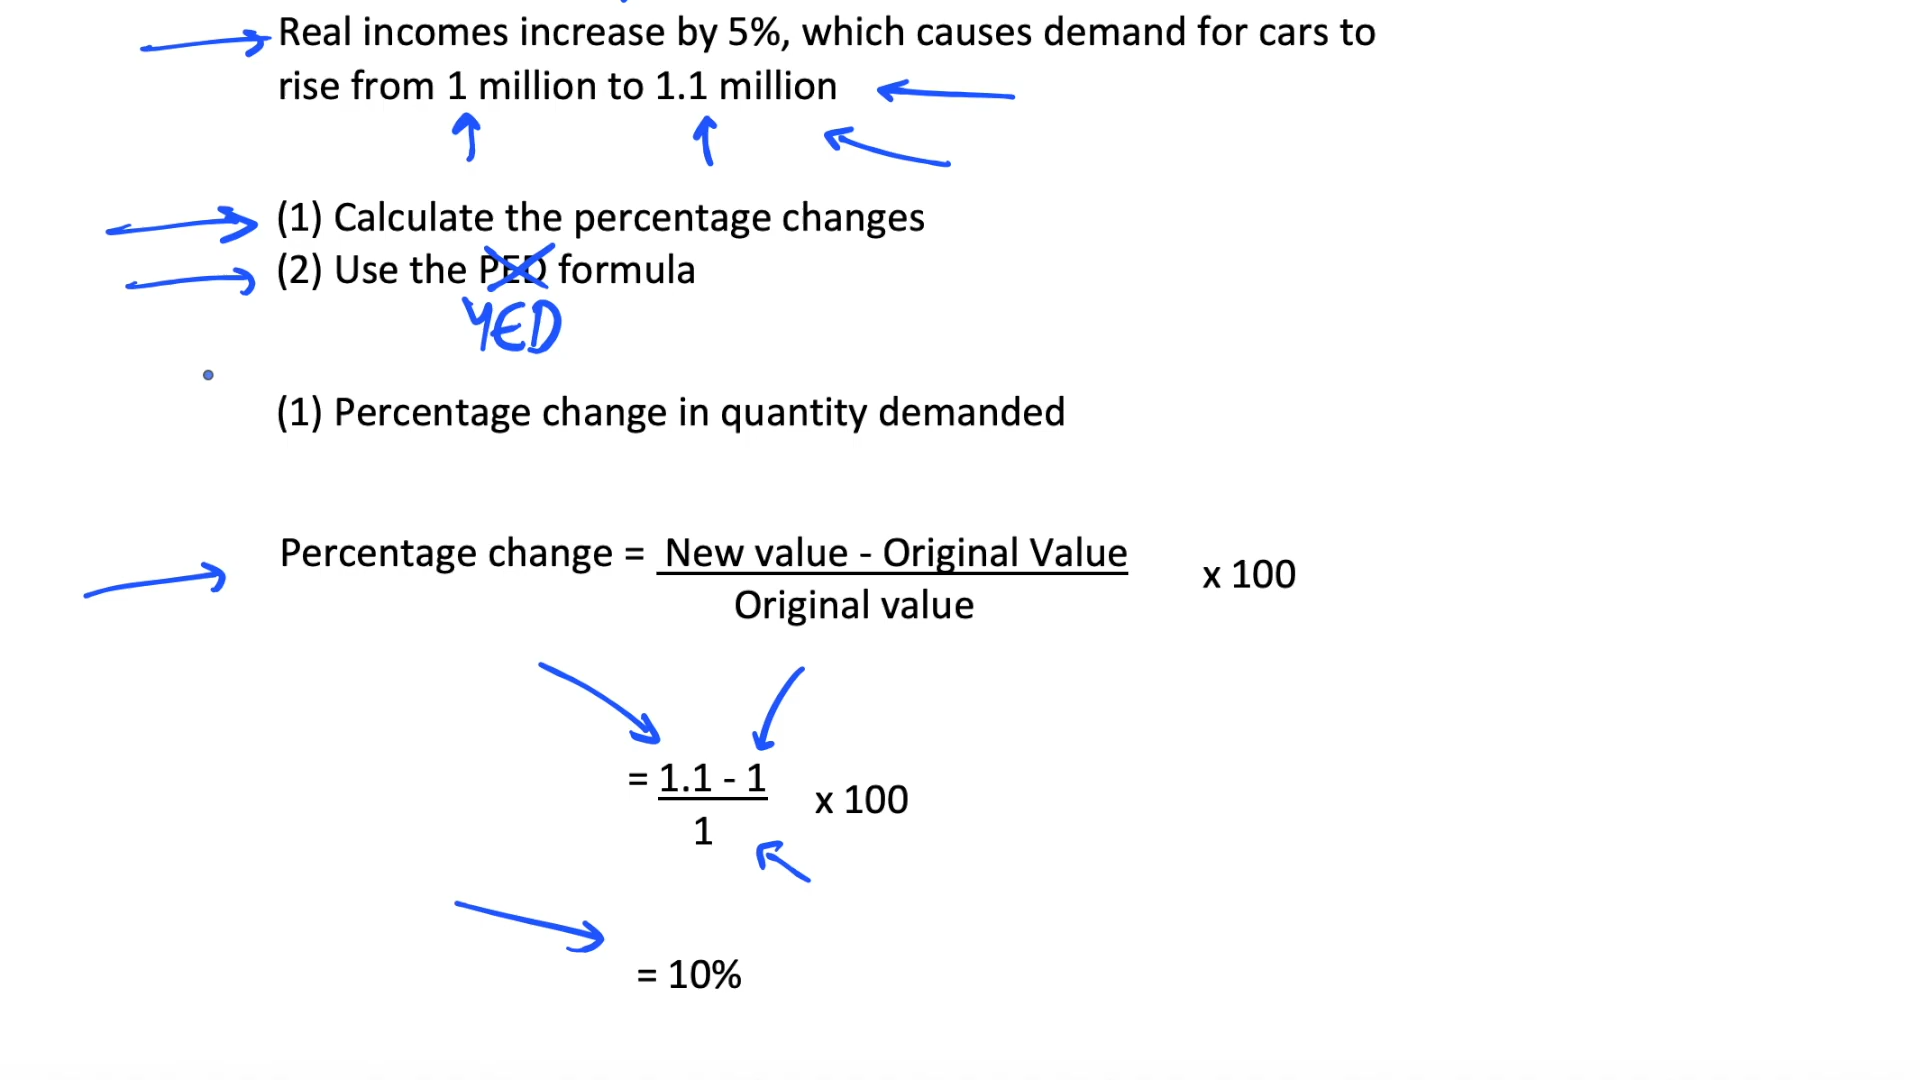 Real incomes increase by 5%, which causes demand for cars to
rise from 1 million to 1.1 million
(1) Calculate the percentage changes
(2) Use the PED formula
YED
(1) Percentage change in quantity demanded
Percentage change = New value - Original Value
x 100
Original value
= 1.1 - 1
x 100
1
= 10%